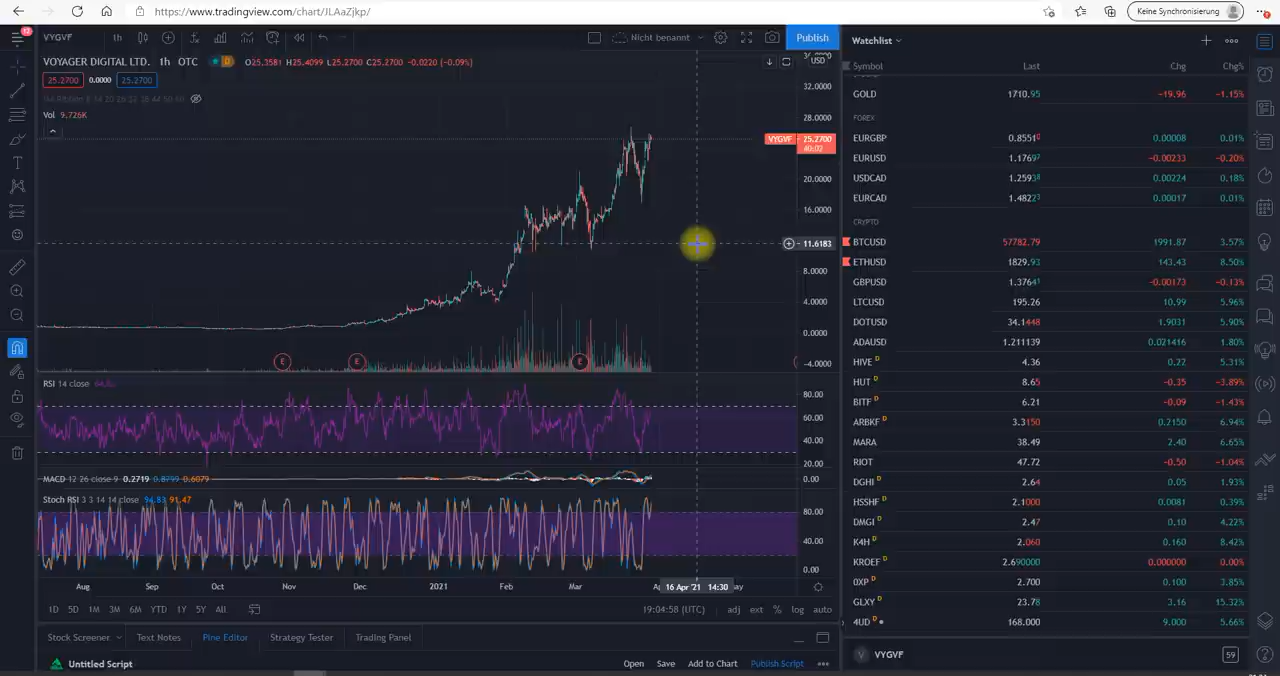 https://www.tradingview.com/chart/JLAaZjkp/
Keine Synchronisierung
VYGVF 1h Nicht benannt Publish
VOYAGER DIGITAL LTD. 1h OTC D O25.3581 H25.4099 L25.2700 C25.2700 -0.0220 (-0.09%)
25.2700 0.0000 25.2700
Vol 9.726K
USD
32.0000
28.0000
VYGVF 25.2700
40:02
20.0000
16.0000
11.6183
8.0000
4.0000
0.0000
-4.0000
E E E
RSI 14 close
80.00
60.00
40.00
20.00
MACD 12 26 close 9 0.2719 0.8799 0.6079
0.00
Stoch RSI 3 3 14 14 close 94.83 91.47
80.00
40.00
0.00
Aug Sep Oct Nov Dec 2021 Feb Mar 16 Apr '21 14:30
1D 5D 1M 3M 6M YTD 1Y 5Y All 19:04:58 (UTC) adj ext % log auto
Stock Screener Text Notes Pine Editor Strategy Tester Trading Panel
Untitled Script Open Save Add to Chart Publish Script
Watchlist
Symbol Last Chg Chg%
GOLD 1710.95 -19.96 -1.15%
FOREX
EURGBP 0.85510 0.00008 0.01%
EURUSD 1.17697 -0.00233 -0.20%
USDCAD 1.25938 0.00224 0.18%
EURCAD 1.48223 0.00017 0.01%
CRYPTO
BTCUSD 57782.79 1991.87 3.57%
ETHUSD 1829.93 143.43 8.50%
GBPUSD 1.37641 -0.00173 -0.13%
LTCUSD 195.26 10.99 5.96%
DOTUSD 34.1448 1.9031 5.90%
ADAUSD 1.211139 0.021416 1.80%
HIVE D 4.36 0.22 5.31%
HUT D 8.65 -0.35 -3.89%
BITF D 6.21 -0.09 -1.43%
ARBKF D 3.3150 0.2150 6.94%
MARA 38.49 2.40 6.65%
RIOT 47.72 -0.50 -1.04%
DGHI D 2.64 0.05 1.93%
HSSHF D 2.1000 0.0081 0.39%
DMGI D 2.47 0.10 4.22%
K4H D 2.060 0.160 8.42%
KROEF D 2.690000 0.000000 0.00%
0XP D 2.700 0.100 3.85%
GLXY D 23.78 3.16 15.32%
4UD D 168.000 9.000 5.66%
V VYGVF 59